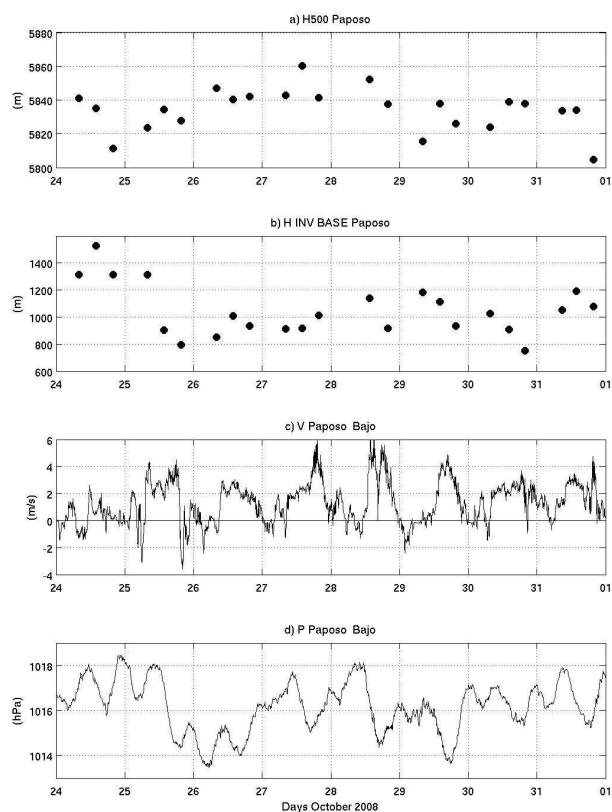 a) H500 Paposo
5880
5860
5840
5820
5800
(m)
24 25 26 27 28 29 30 31 01
b) H INV BASE Paposo
1400
1200
1000
800
600
(m)
24 25 26 27 28 29 30 31 01
c) V Paposo Bajo
6
4
2
0
-2
-4
(m/s)
24 25 26 27 28 29 30 31 01
d) P Paposo Bajo
1018
1016
1014
(hPa)
24 25 26 27 28 29 30 31 01
Days October 2008